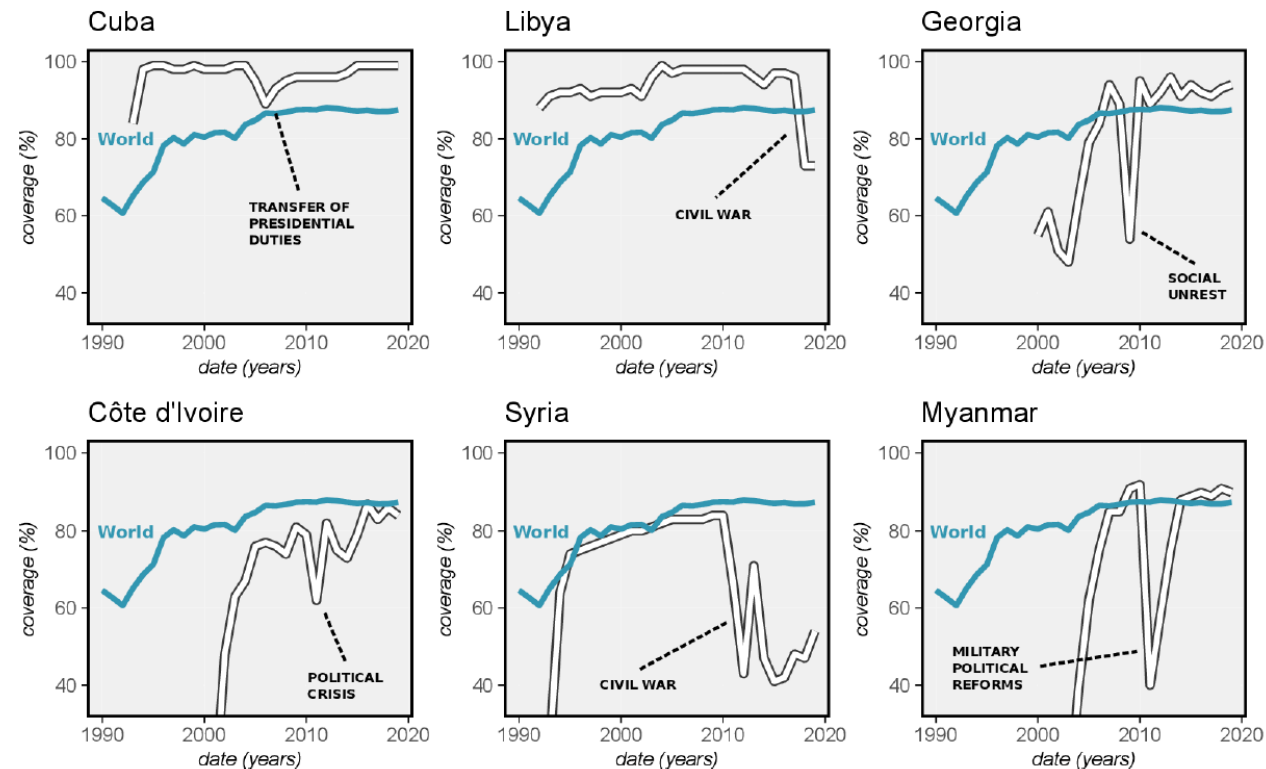 Cuba
100
80
60
40
coverage (%)
World
TRANSFER OF
PRESIDENTIAL
DUTIES
1990 2000 2010 2020
date (years)
Libya
100
80
60
40
coverage (%)
World
CIVIL WAR
1990 2000 2010 2020
date (years)
Georgia
100
80
60
40
coverage (%)
World
SOCIAL
UNREST
1990 2000 2010 2020
date (years)
Côte d'Ivoire
100
80
60
40
coverage (%)
World
POLITICAL
CRISIS
1990 2000 2010 2020
date (years)
Syria
100
80
60
40
coverage (%)
World
CIVIL WAR
1990 2000 2010 2020
date (years)
Myanmar
100
80
60
40
coverage (%)
World
MILITARY
POLITICAL
REFORMS
1990 2000 2010 2020
date (years)